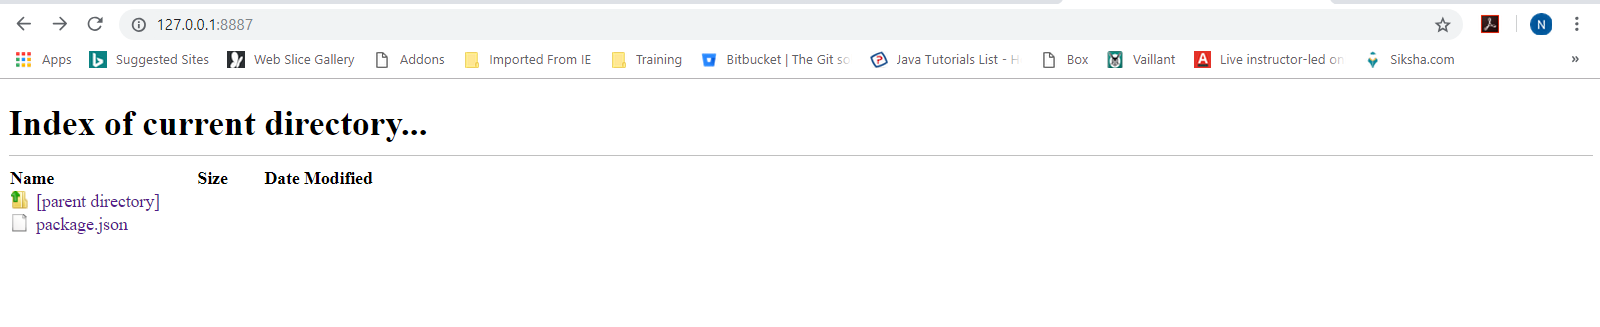 127.0.0.1:8887
N
Apps Suggested Sites Web Slice Gallery Addons Imported From IE Training Bitbucket | The Git so Java Tutorials List - H Box Vaillant A Live instructor-led on Siksha.com »
Index of current directory...
Name Size Date Modified
[parent directory]
package.json